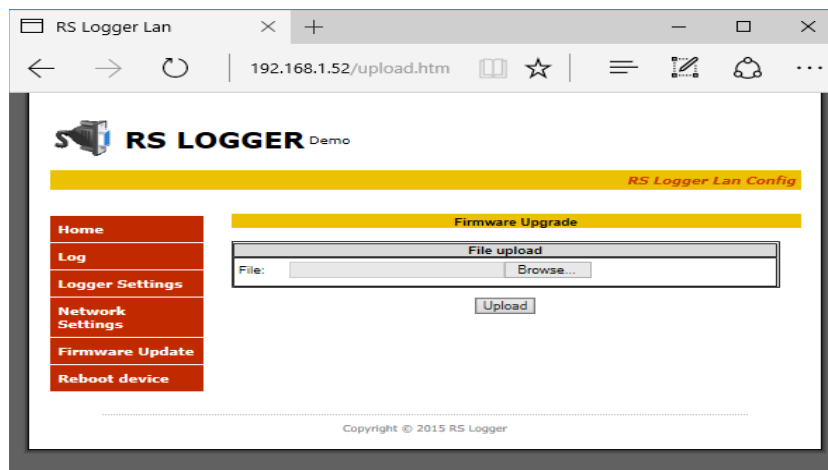 RS Logger Lan
192.168.1.52/upload.htm
RS LOGGER Demo
RS Logger Lan Config
Home
Log
Logger Settings
Network
Settings
Firmware Update
Reboot device
Firmware Upgrade
File upload
File: Browse...
Upload
Copyright © 2015 RS Logger